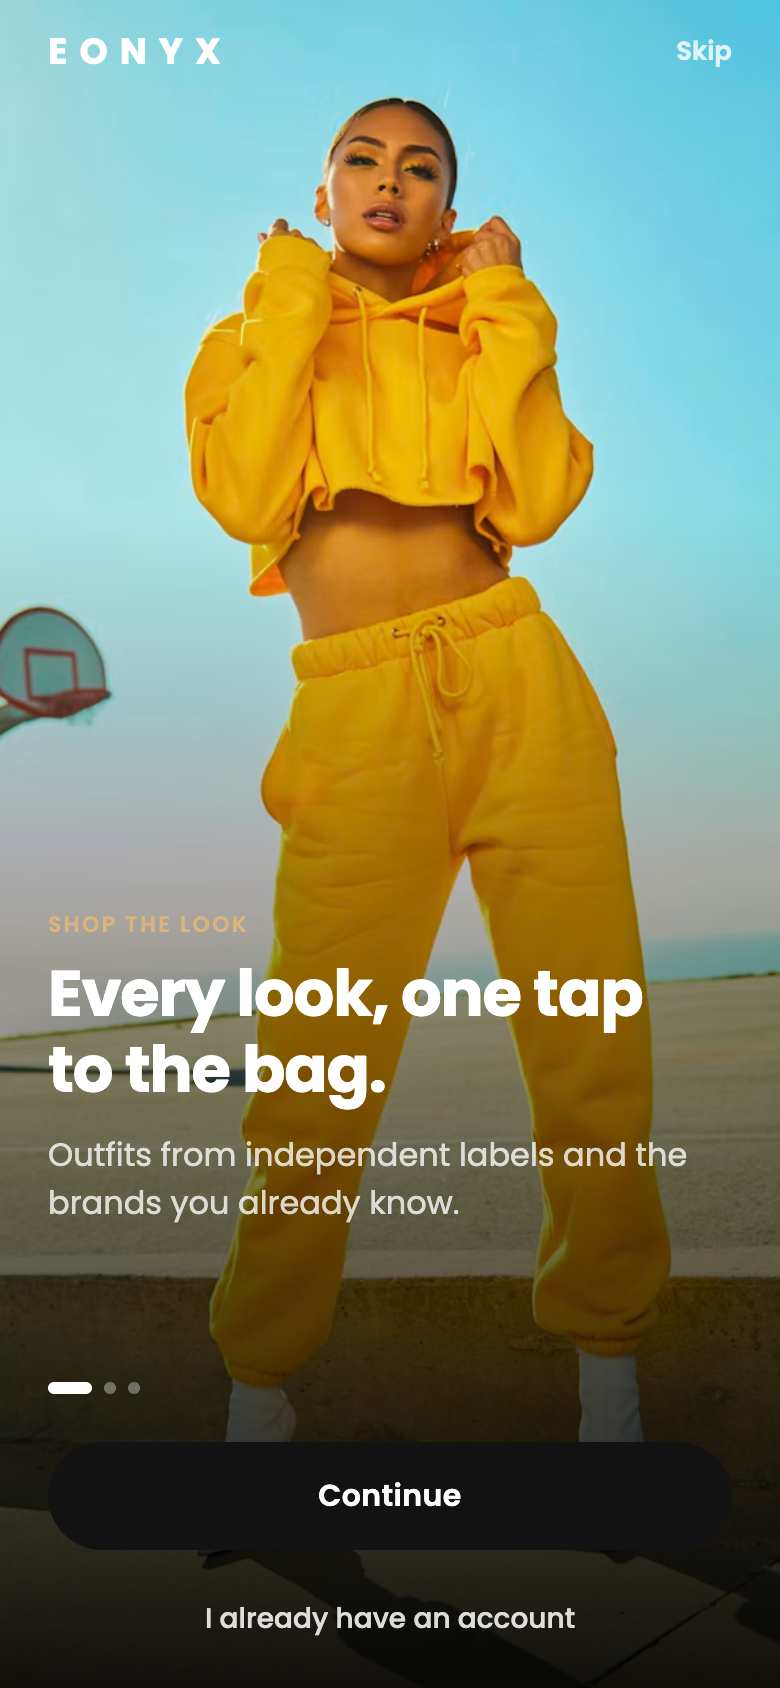 EONYX
Skip
SHOP THE LOOK
Every look, one tap
to the bag.
Outfits from independent labels and the
brands you already know.
Continue
I already have an account